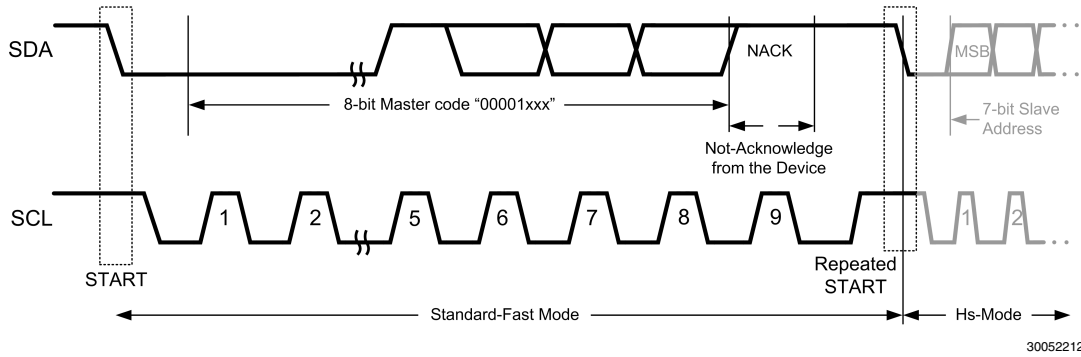 SDA
NACK
MSB
8-bit Master code “00001xxx”
7-bit Slave
Address
Not-Acknowledge
from the Device
SCL
1
2
5
6
7
8
9
1
2
START
Repeated
START
Standard-Fast Mode
Hs-Mode
30052212